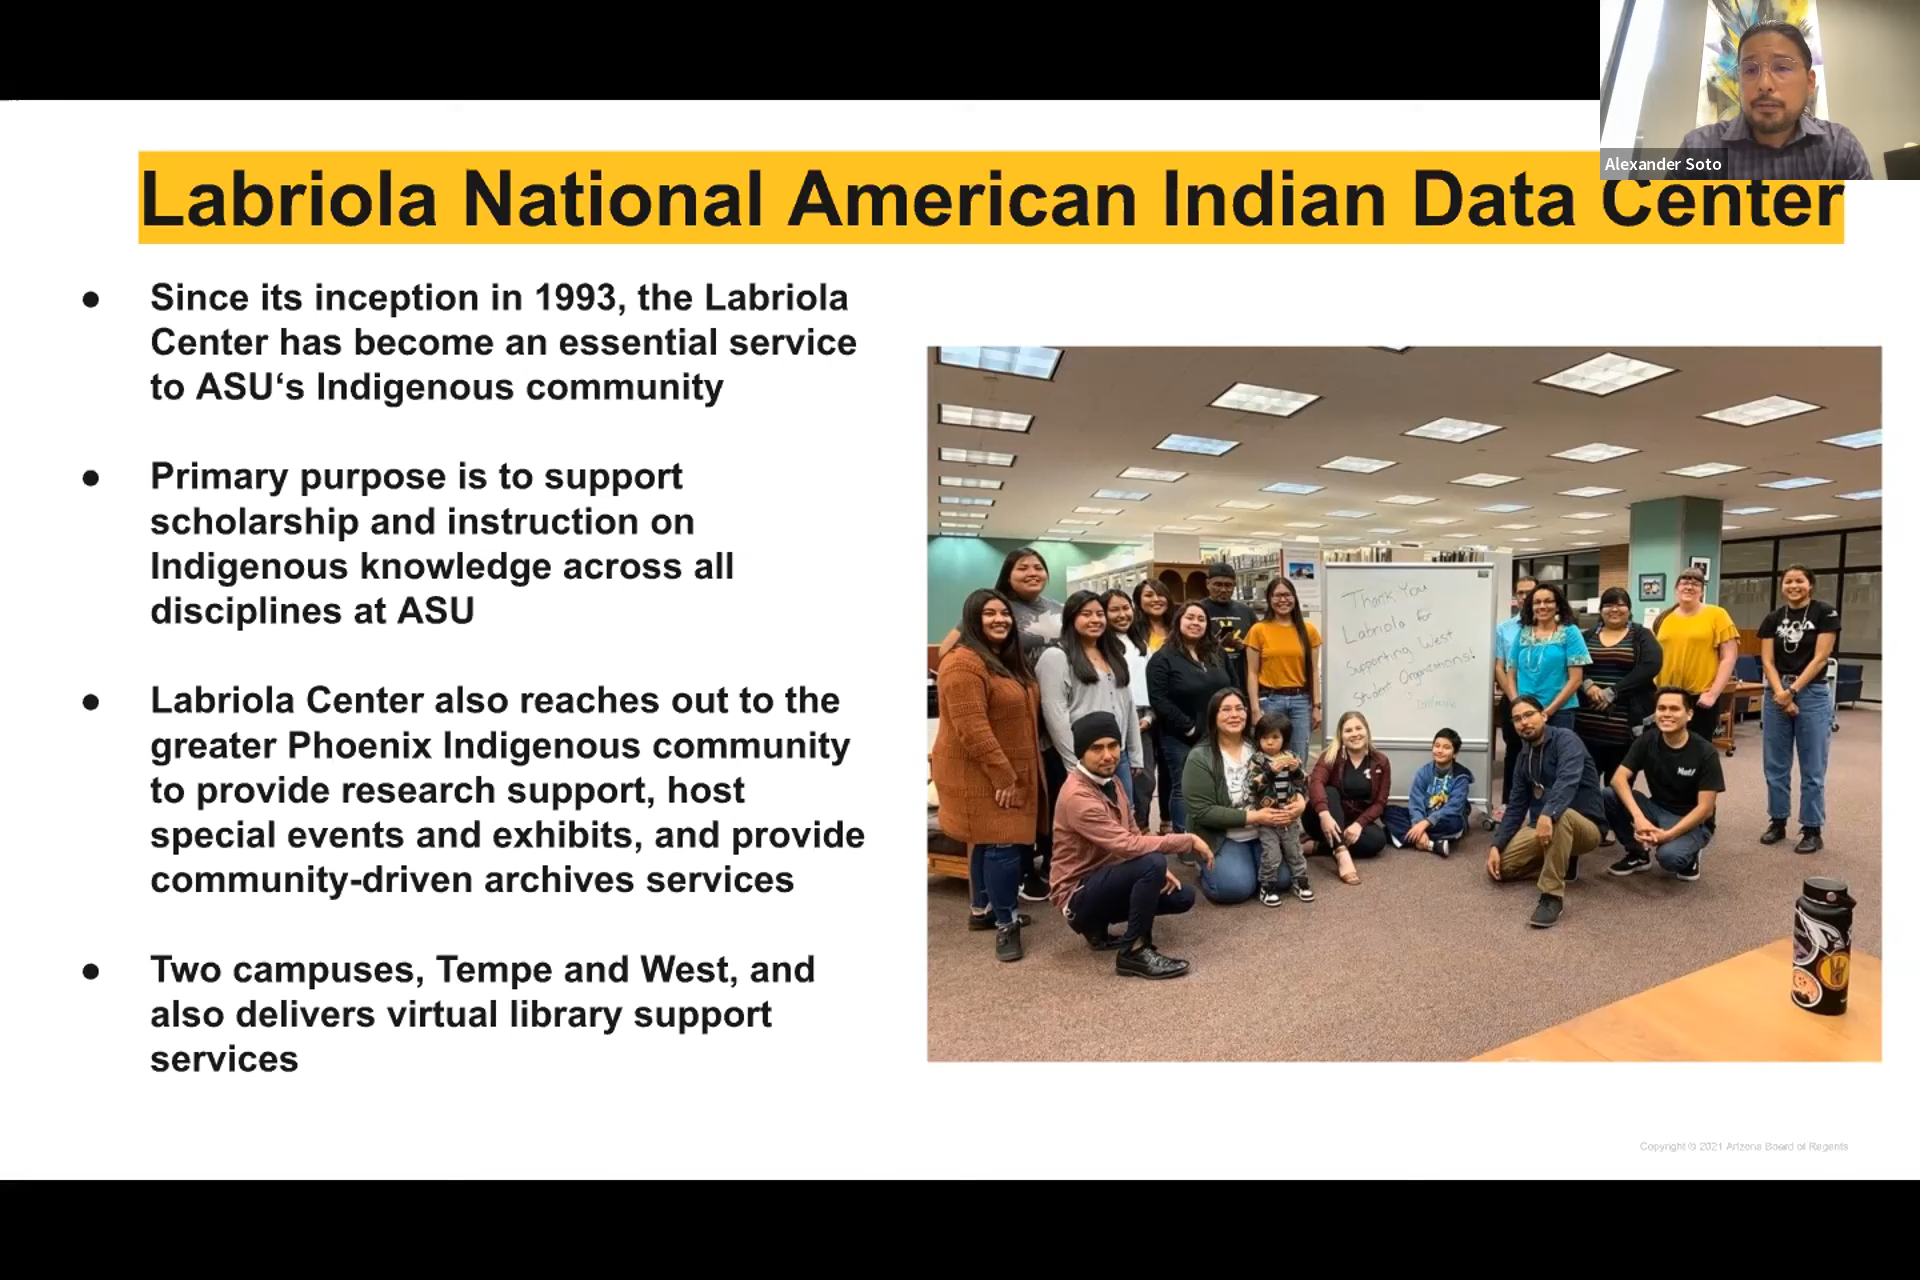 Alexander Soto
Labriola National American Indian Data Center
● Since its inception in 1993, the Labriola
Center has become an essential service
to ASU‘s Indigenous community
● Primary purpose is to support
scholarship and instruction on
Indigenous knowledge across all
disciplines at ASU
● Labriola Center also reaches out to the
greater Phoenix Indigenous community
to provide research support, host
special events and exhibits, and provide
community-driven archives services
● Two campuses, Tempe and West, and
also delivers virtual library support
services
Thank You
Labriola for
Supporting West
Student Organizations!
Copyright © 2021 Arizona Board of Regents